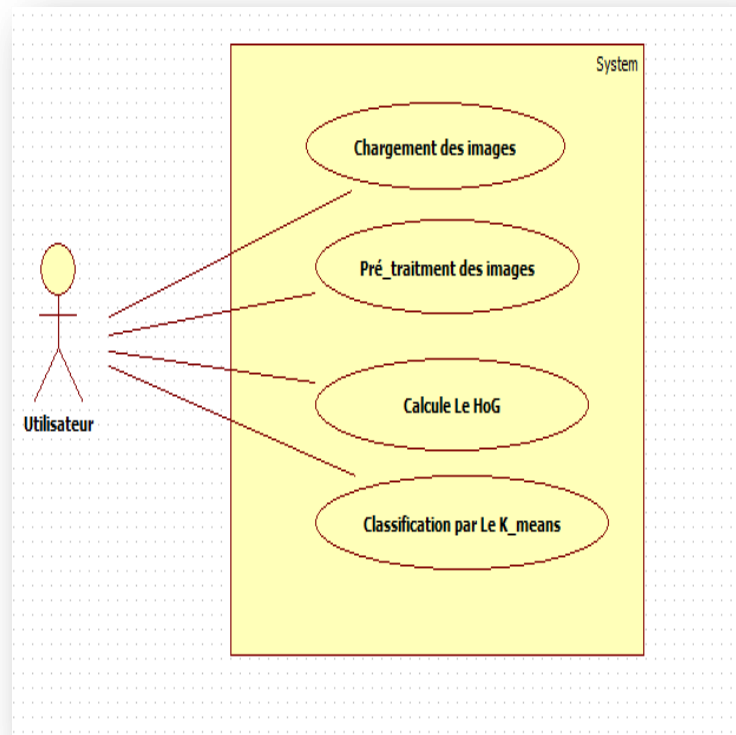 System
Chargement des images
Pré_traitment des images
Calcule Le HoG
Utilisateur
Classification par Le K_means